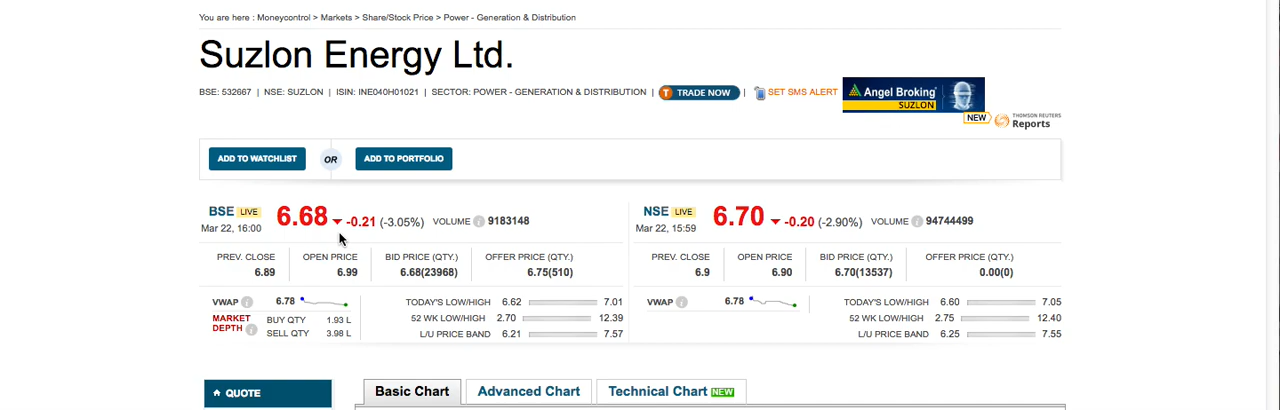 You are here : Moneycontrol > Markets > Share/Stock Price > Power - Generation & Distribution
Suzlon Energy Ltd.
BSE: 532667 | NSE: SUZLON | ISIN: INE040H01021 | SECTOR: POWER - GENERATION & DISTRIBUTION | T TRADE NOW | SET SMS ALERT
Angel Broking
SUZLON
NEW THOMSON REUTERS
Reports
ADD TO WATCHLIST OR ADD TO PORTFOLIO
BSE LIVE 6.68 -0.21 (-3.05%) VOLUME i 9183148
Mar 22, 16:00
PREV. CLOSE OPEN PRICE BID PRICE (QTY.) OFFER PRICE (QTY.)
6.89 6.99 6.68(23968) 6.75(510)
VWAP i 6.78 TODAY'S LOW/HIGH 6.62 7.01
MARKET DEPTH i BUY QTY 1.93 L 52 WK LOW/HIGH 2.70 12.39
SELL QTY 3.98 L L/U PRICE BAND 6.21 7.57
NSE LIVE 6.70 -0.20 (-2.90%) VOLUME i 94744499
Mar 22, 15:59
PREV. CLOSE OPEN PRICE BID PRICE (QTY.) OFFER PRICE (QTY.)
6.9 6.90 6.70(13537) 0.00(0)
VWAP i 6.78 TODAY'S LOW/HIGH 6.60 7.05
52 WK LOW/HIGH 2.75 12.40
L/U PRICE BAND 6.25 7.55
QUOTE Basic Chart Advanced Chart Technical Chart NEW